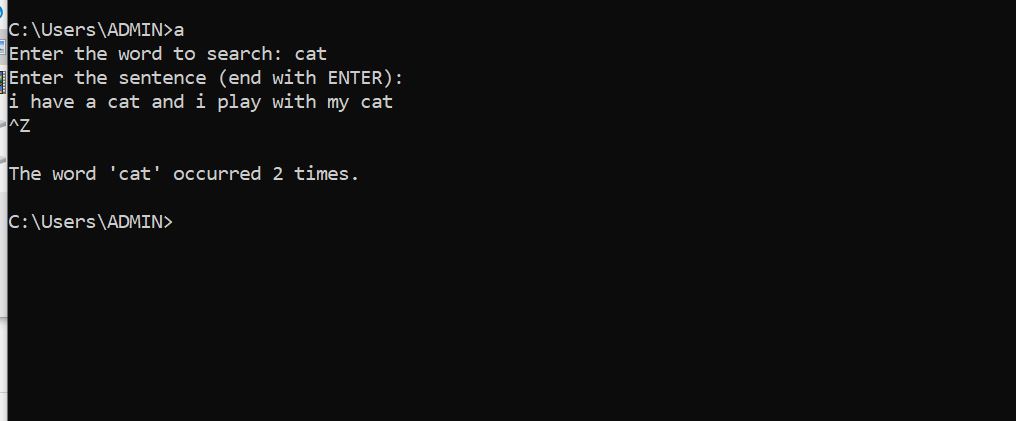 C:\Users\ADMIN>a
Enter the word to search: cat
Enter the sentence (end with ENTER):
i have a cat and i play with my cat
^Z
The word 'cat' occurred 2 times.
C:\Users\ADMIN>